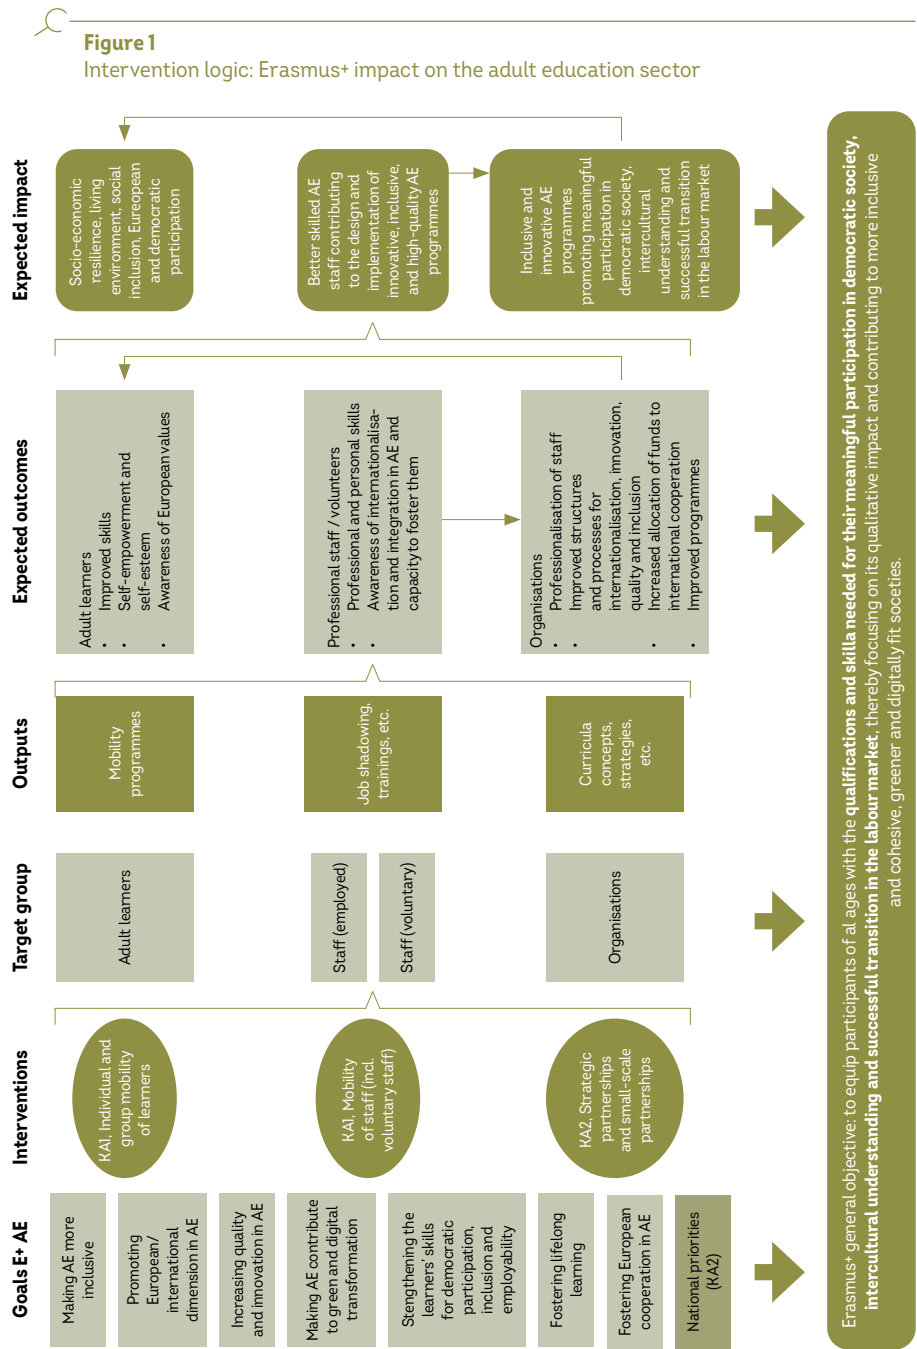 Figure 1
Intervention logic: Erasmus+ impact on the adult education sector
Goals E+ AE
Making AE more
inclusive
Promoting
European/
international
dimension in AE
Increasing quality
and innovation in AE
Making AE contribute
to green and digital
transformation
Stengthening the
learners' skills
for democratic
participation,
inclusion and
employability
Fostering lifelong
learning
Fostering European
cooperation in AE
National priorities
(KA2)
Interventions
KA1, Individual and
group mobility
of learners
KA1, Mobility
of staff (incl.
voluntary staff)
KA2, Strategic
partnerships
and small-scale
partnerships
Target group
Adult learners
Staff (employed)
Staff (voluntary)
Organisations
Outputs
Mobility
programmes
Job shadowing,
trainings, etc.
Curricula
concepts,
strategies,
etc.
Expected outcomes
Adult learners
• Improved skills
• Self-empowerment and
self-esteem
• Awareness of European values
Professional staff / volunteers
• Professional and personal skills
• Awareness of internationalisa-
tion and integration in AE and
capacity to foster them
Organisations
• Professionalisation of staff
• Improved structures
and processes for
internationalisation, innovation,
quality and inclusion
• Increased allocation of funds to
international cooperation
• Improved programmes
Expected impact
Socio-economic
resilience, living
environment, social
inclusion, European
and democratic
participation
Better skilled AE
staff contributing
to the design and
implementation of
innovative, inclusive,
and high-quality AE
programmes
Inclusive and
innovative AE
programmes
promoting meaningful
participation in
democratic society,
intercultural
understanding and
successful transition
in the labour market
Erasmus+ general objective: to equip participants of al ages with the qualifications and skilla needed for their meaningful participation in democratic society,
intercultural understanding and successful transition in the labour market, thereby focusing on its qualitative impact and contributing to more inclusive
and cohesive, greener and digitally fit soceties.